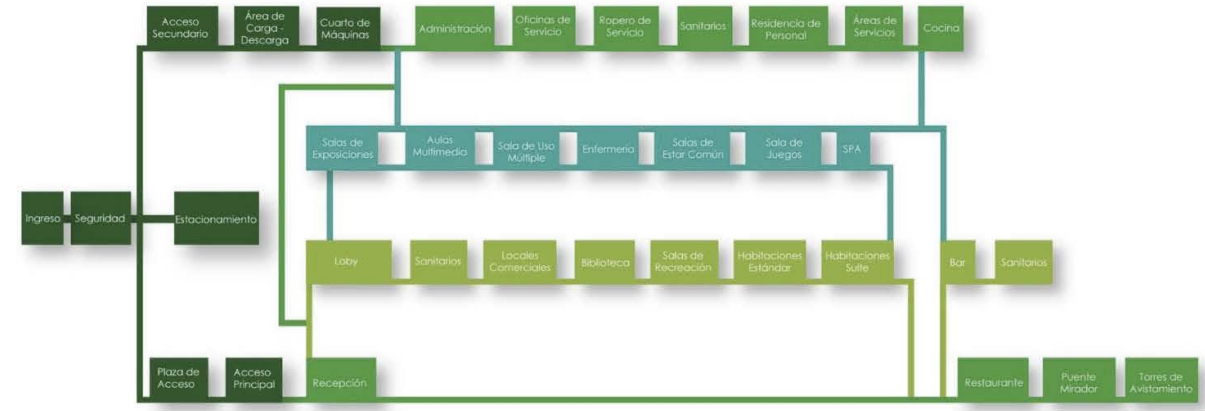 Acceso
Secundario
Área de
Carga -
Descarga
Cuarto de
Máquinas
Administración
Oficinas de
Servicio
Ropero de
Servicio
Sanitarios
Residencia de
Personal
Áreas de
Servicios
Cocina
Salas de
Exposiciones
Aulas
Multimedia
Sala de Uso
Múltiple
Enfermería
Salas de
Estar Común
Sala de
Juegos
SPA
Ingreso
Seguridad
Estacionamiento
Loby
Sanitarios
Locales
Comerciales
Biblioteca
Salas de
Recreación
Habitaciones
Estándar
Habitaciones
Suite
Bar
Sanitarios
Plaza de
Acceso
Acceso
Principal
Recepción
Restaurante
Puente
Mirador
Torres de
Avistamiento